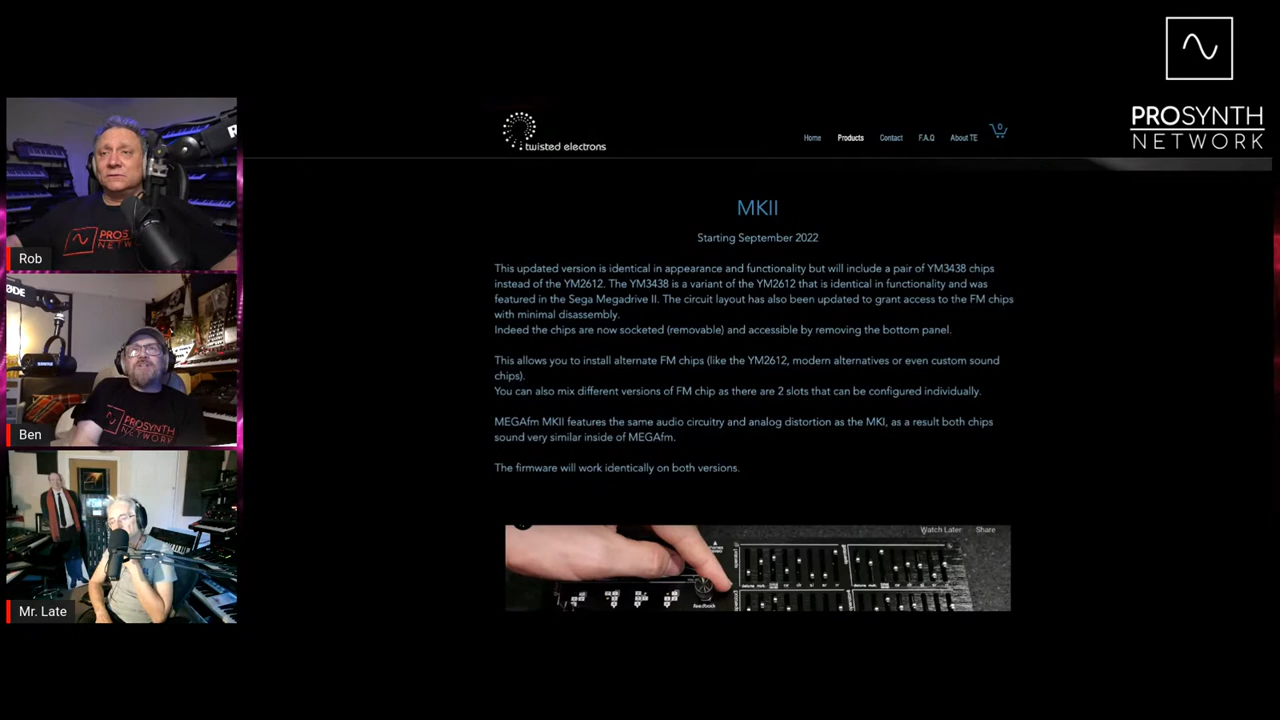 PROSYNTH
NETWORK
twisted electrons
Home
Products
Contact
F.A.Q
About TE
0
MKII
Starting September 2022
This updated version is identical in appearance and functionality but will include a pair of YM3438 chips
instead of the YM2612. The YM3438 is a variant of the YM2612 that is identical in functionality and was
featured in the Sega Megadrive II. The circuit layout has also been updated to grant access to the FM chips
with minimal disassembly.
Indeed the chips are now socketed (removable) and accessible by removing the bottom panel.
This allows you to install alternate FM chips (like the YM2612, modern alternatives or even custom sound
chips).
You can also mix different versions of FM chip as there are 2 slots that can be configured individually.
MEGAfm MKII features the same audio circuitry and analog distortion as the MKI, as a result both chips
sound very similar inside of MEGAfm.
The firmware will work identically on both versions.
Watch Later
Share
feedback
Rob
Ben
PROSYNTH
NETWORK
Mr. Late